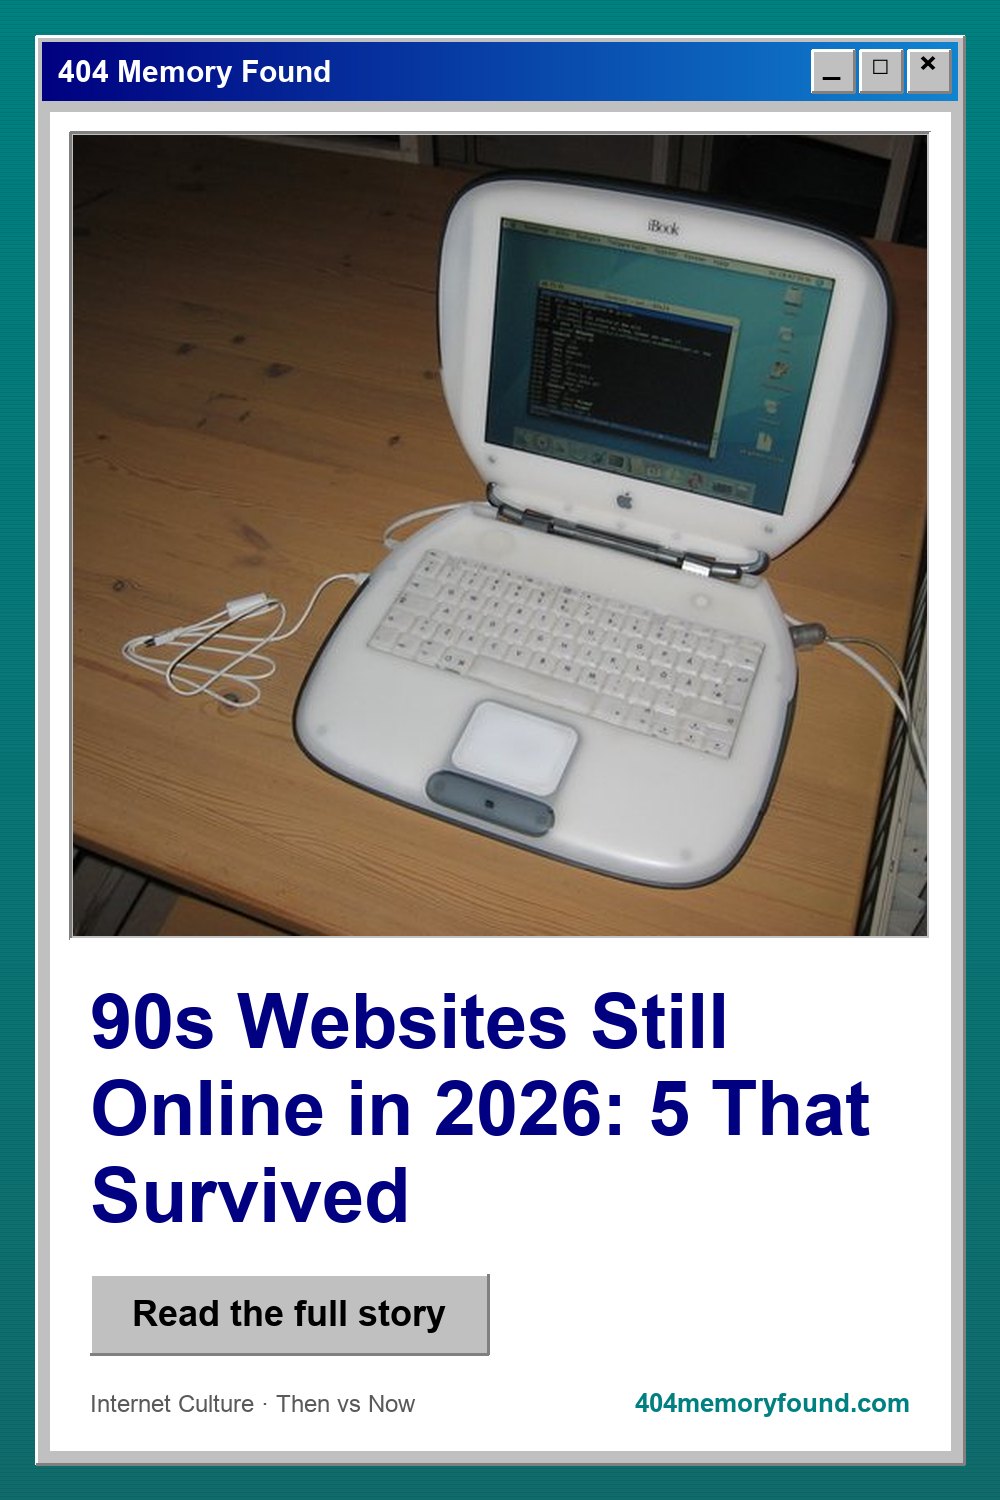 404 Memory Found
iBook
90s Websites Still
Online in 2026: 5 That
Survived
Read the full story
Internet Culture · Then vs Now
404memoryfound.com